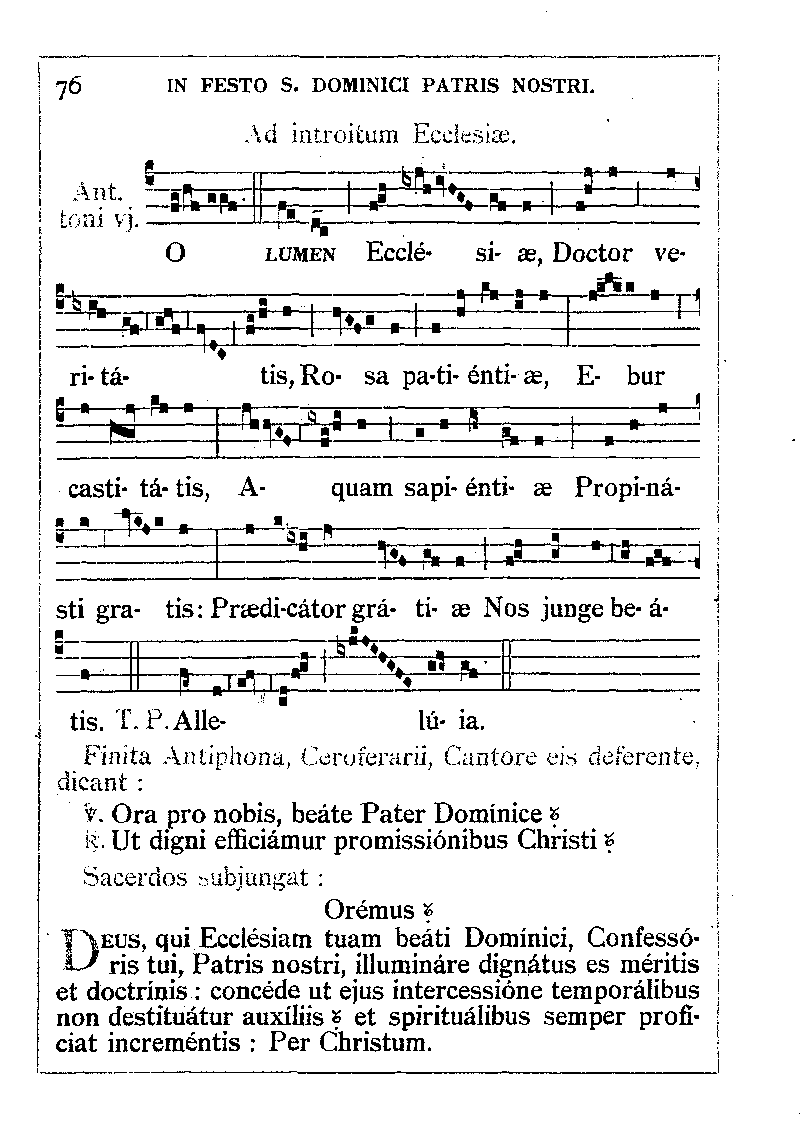 76 IN FESTO S. DOMINICI PATRIS NOSTRI.
Ad introitum Ecclesiæ.
Ant.
toni vj.
O LUMEN Ecclé- si- æ, Doctor ve-
ri- tá- tis, Ro- sa pa-ti- énti- æ, E- bur
casti- tá- tis, A- quam sapi- énti- æ Propi-ná-
sti gra- tis: Prædi-cátor grá- ti- æ Nos junge be- á-
tis. T. P. Alle- lú- ia.
Finita Antiphona, Ceroferarii, Cantore eis deferente,
dicant :
℣. Ora pro nobis, beáte Pater Domínice
℟. Ut digni efficiámur promissiónibus Christi
Sacerdos subjungat :
Orémus
DEUS, qui Ecclésiam tuam beáti Domínici, Confessó-
ris tui, Patris nostri, illumináre dignátus es méritis
et doctrínis : concéde ut ejus intercessióne temporálibus
non destituátur auxíliis et spirituálibus semper profí-
ciat increméntis : Per Christum.